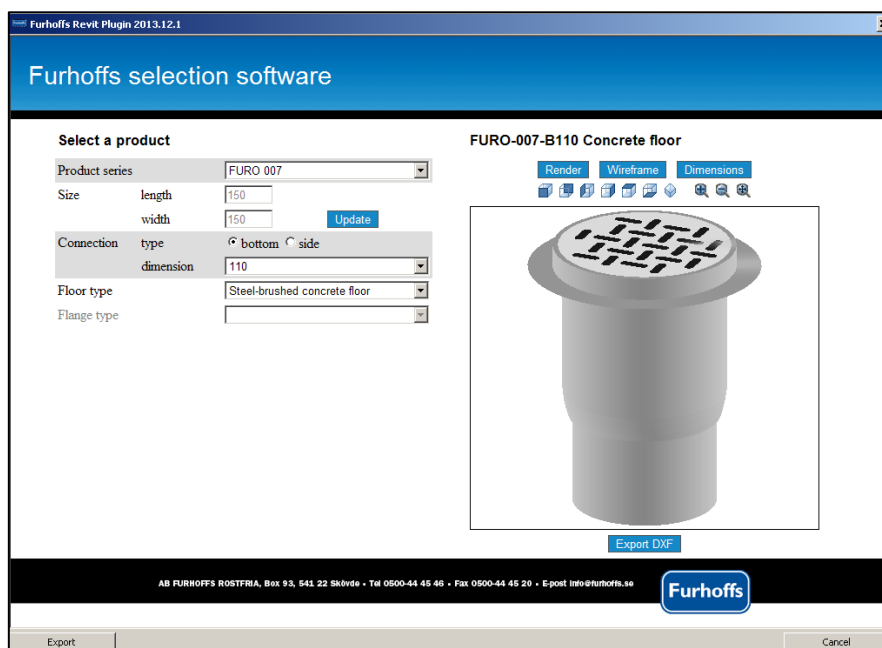 Furhoffs Furhoffs Revit Plugin 2013.12.1
Furhoffs selection software
Select a product
Product series FURO 007
Size length 150
width 150 Update
Connection type bottom side
dimension 110
Floor type Steel-brushed concrete floor
Flange type
FURO-007-B110 Concrete floor
Render Wireframe Dimensions
Export DXF
AB FURHOFFS ROSTFRIA, Box 93, 541 22 Skövde • Tel 0500-44 45 46 • Fax 0500-44 45 20 • E-post info@furhoffs.se
Furhoffs
Export Cancel